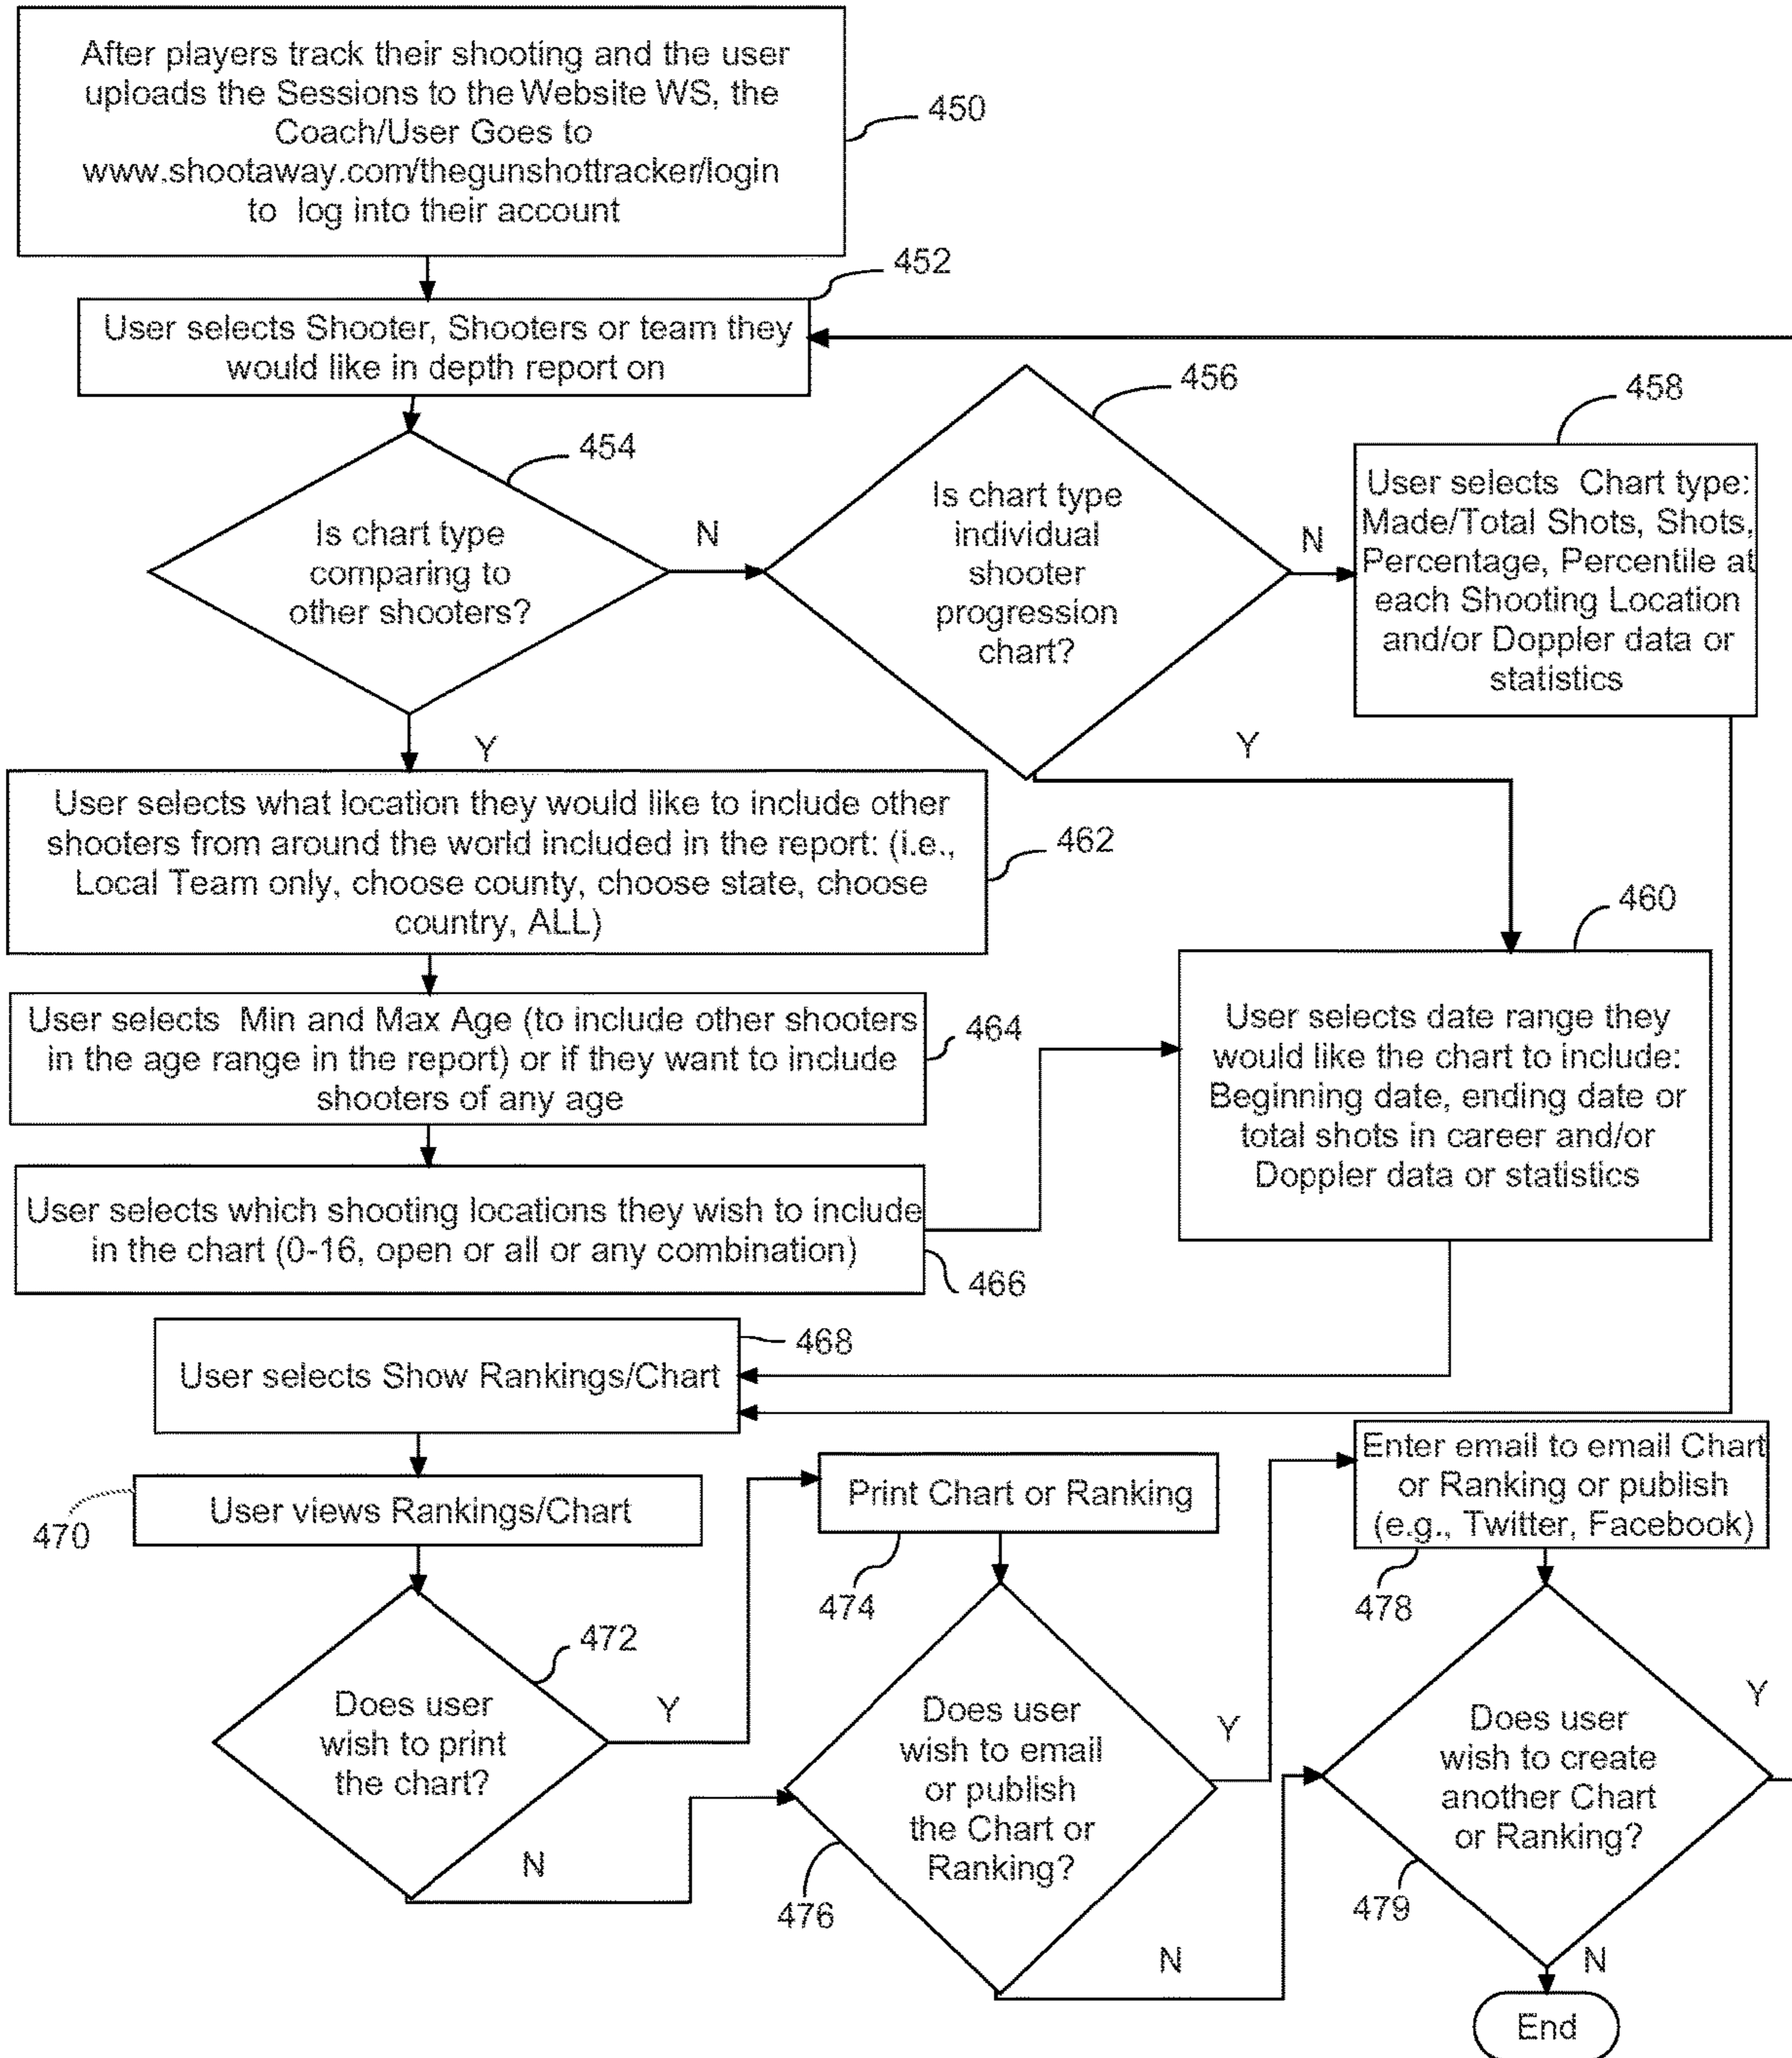 After players track their shooting and the user
uploads the Sessions to the Website WS, the
Coach/User Goes to
www.shootaway.com/thegunshottracker/login
to log into their account
450
452
User selects Shooter, Shooters or team they
would like in depth report on
454
Is chart type
comparing to
other shooters?
N
Y
456
Is chart type
individual
shooter
progression
chart?
N
Y
458
User selects Chart type:
Made/Total Shots, Shots,
Percentage, Percentile at
each Shooting Location
and/or Doppler data or
statistics
User selects what location they would like to include other
shooters from around the world included in the report: (i.e.,
Local Team only, choose county, choose state, choose
country, ALL)
462
460
User selects date range they
would like the chart to include:
Beginning date, ending date or
total shots in career and/or
Doppler data or statistics
User selects Min and Max Age (to include other shooters
in the age range in the report) or if they want to include
shooters of any age
464
User selects which shooting locations they wish to include
in the chart (0-16, open or all or any combination)
466
User selects Show Rankings/Chart
468
User views Rankings/Chart
470
472
Does user
wish to print
the chart?
Y
N
Print Chart or Ranking
474
Does user
wish to email
or publish
the Chart or
Ranking?
476
Y
N
Enter email to email Chart
or Ranking or publish
(e.g., Twitter, Facebook)
478
Does user
wish to create
another Chart
or Ranking?
479
Y
N
End